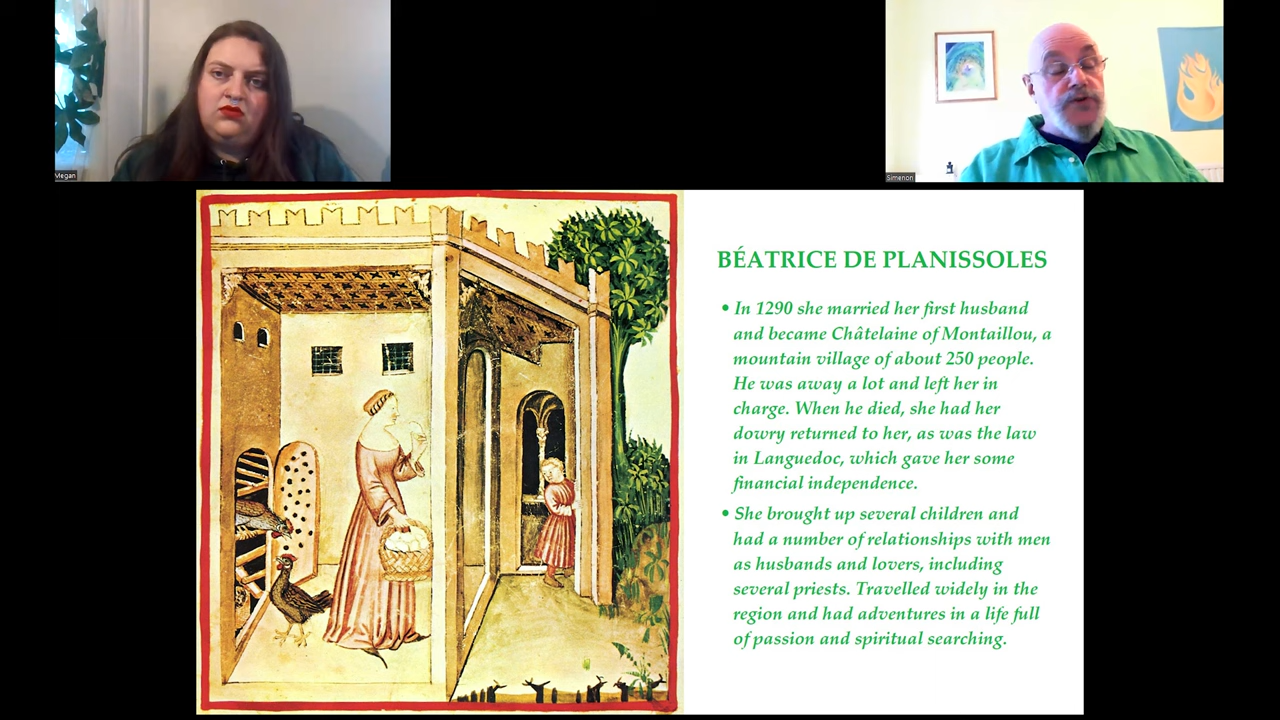 Megan
Simenon
BÉATRICE DE PLANISSOLES
• In 1290 she married her first husband
and became Châtelaine of Montaillou, a
mountain village of about 250 people.
He was away a lot and left her in
charge. When he died, she had her
dowry returned to her, as was the law
in Languedoc, which gave her some
financial independence.
• She brought up several children and
had a number of relationships with men
as husbands and lovers, including
several priests. Travelled widely in the
region and had adventures in a life full
of passion and spiritual searching.